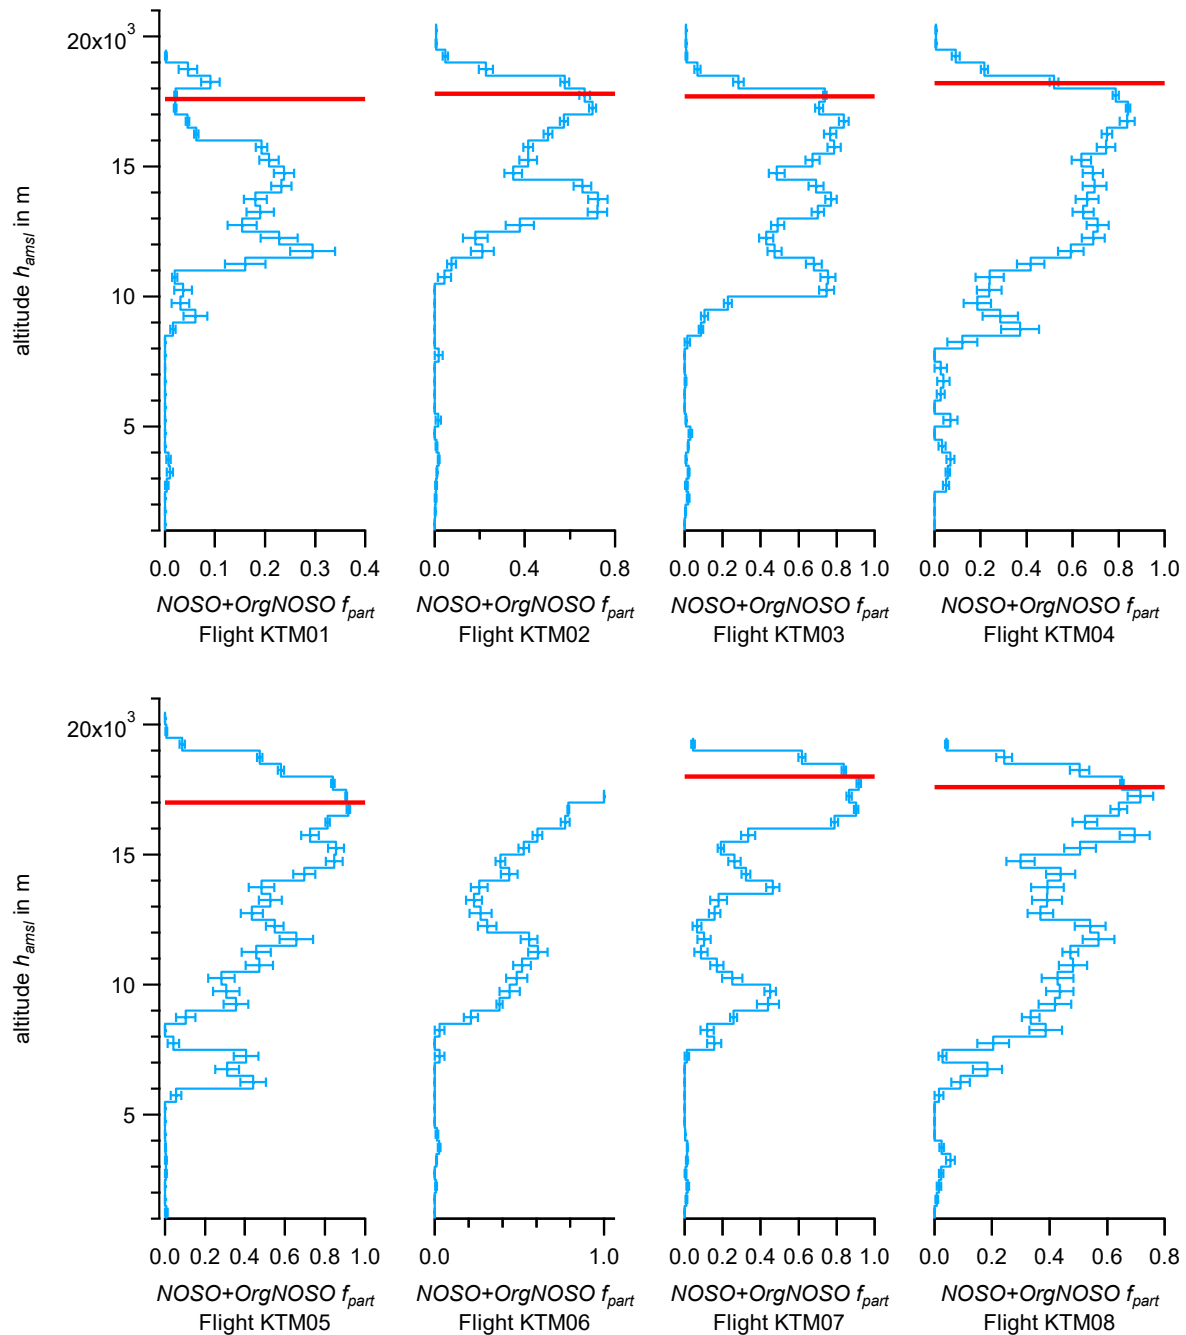 20x10³
15
10
5
altitude h_amsl in m
0.0 0.1 0.2 0.3 0.4
NOSO+OrgNOSO f_part
Flight KTM01
0.0 0.4 0.8
NOSO+OrgNOSO f_part
Flight KTM02
0.0 0.2 0.4 0.6 0.8 1.0
NOSO+OrgNOSO f_part
Flight KTM03
0.0 0.2 0.4 0.6 0.8 1.0
NOSO+OrgNOSO f_part
Flight KTM04
20x10³
15
10
5
altitude h_amsl in m
0.0 0.2 0.4 0.6 0.8 1.0
NOSO+OrgNOSO f_part
Flight KTM05
0.0 1.0
NOSO+OrgNOSO f_part
Flight KTM06
0.0 0.2 0.4 0.6 0.8 1.0
NOSO+OrgNOSO f_part
Flight KTM07
0.0 0.2 0.4 0.6 0.8
NOSO+OrgNOSO f_part
Flight KTM08